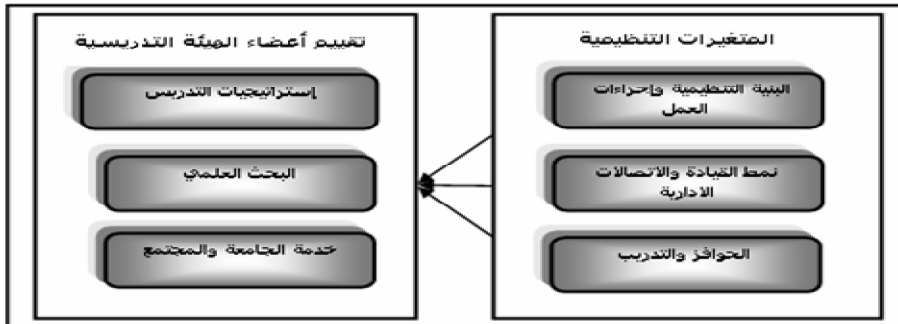 المتغيرات التنظيمية
البنية التنظيمية وإجراءات
العمل
نمط القيادة والاتصالات
الادارية
الحوافز والتدريب
تقييم أعضاء الهيئة التدريسية
إستراتيجيات التدريس
البحث العلمي
خدمة الجامعة والمجتمع